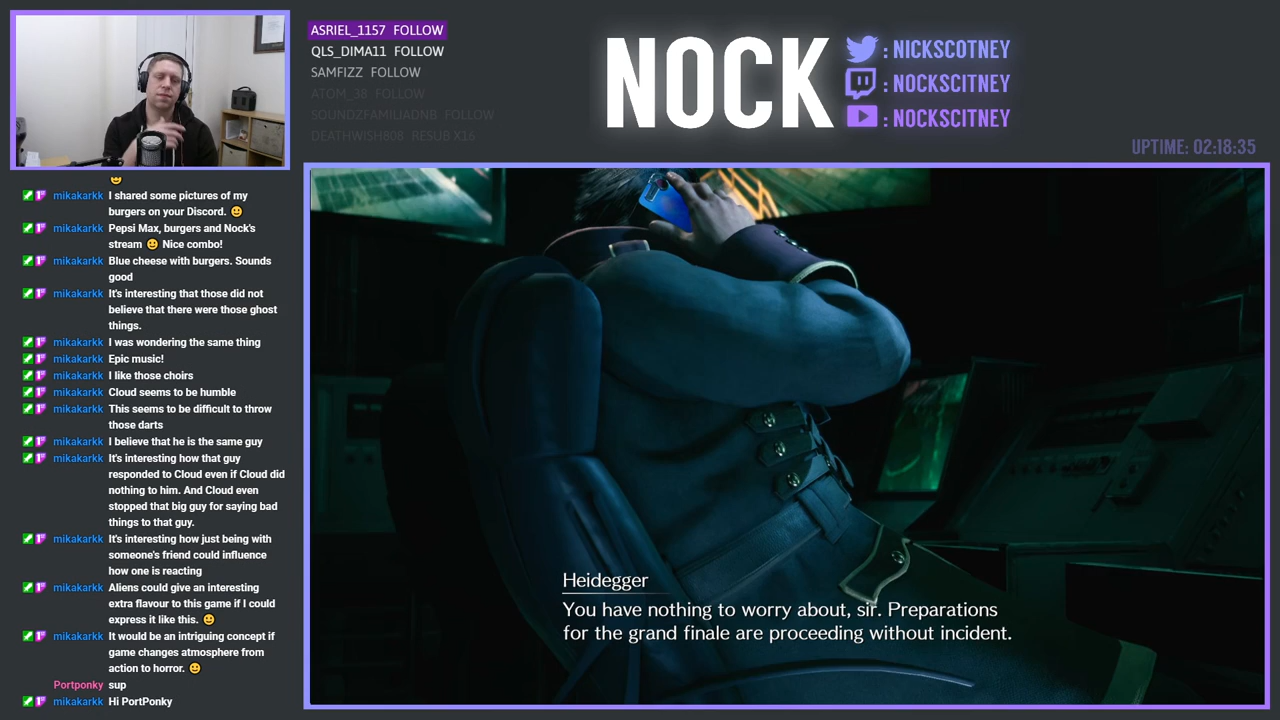 ASRIEL_1157 FOLLOW
QLS_DIMA11 FOLLOW
SAMFIZZ FOLLOW
ATOM_38 FOLLOW
SOUNDZFAMILIADNB FOLLOW
DEATHWISH808 RESUB X16
NOCK
: NICKSCOTNEY
: NOCKSCITNEY
: NOCKSCITNEY
UPTIME: 02:18:35
mikakarkk I shared some pictures of my
burgers on your Discord. 😃
mikakarkk Pepsi Max, burgers and Nock's
stream 😃 Nice combo!
mikakarkk Blue cheese with burgers. Sounds
good
mikakarkk It's interesting that those did not
believe that there were those ghost
things.
mikakarkk I was wondering the same thing
mikakarkk Epic music!
mikakarkk I like those choirs
mikakarkk Cloud seems to be humble
mikakarkk This seems to be difficult to throw
those darts
mikakarkk I believe that he is the same guy
mikakarkk It's interesting how that guy
responded to Cloud even if Cloud did
nothing to him. And Cloud even
stopped that big guy for saying bad
things to that guy.
mikakarkk It's interesting how just being with
someone's friend could influence
how one is reacting
mikakarkk Aliens could give an interesting
extra flavour to this game if I could
express it like this. 😃
mikakarkk It would be an intriguing concept if
game changes atmosphere from
action to horror. 😃
Portponky sup
mikakarkk Hi PortPonky
Heidegger
You have nothing to worry about, sir. Preparations
for the grand finale are proceeding without incident.